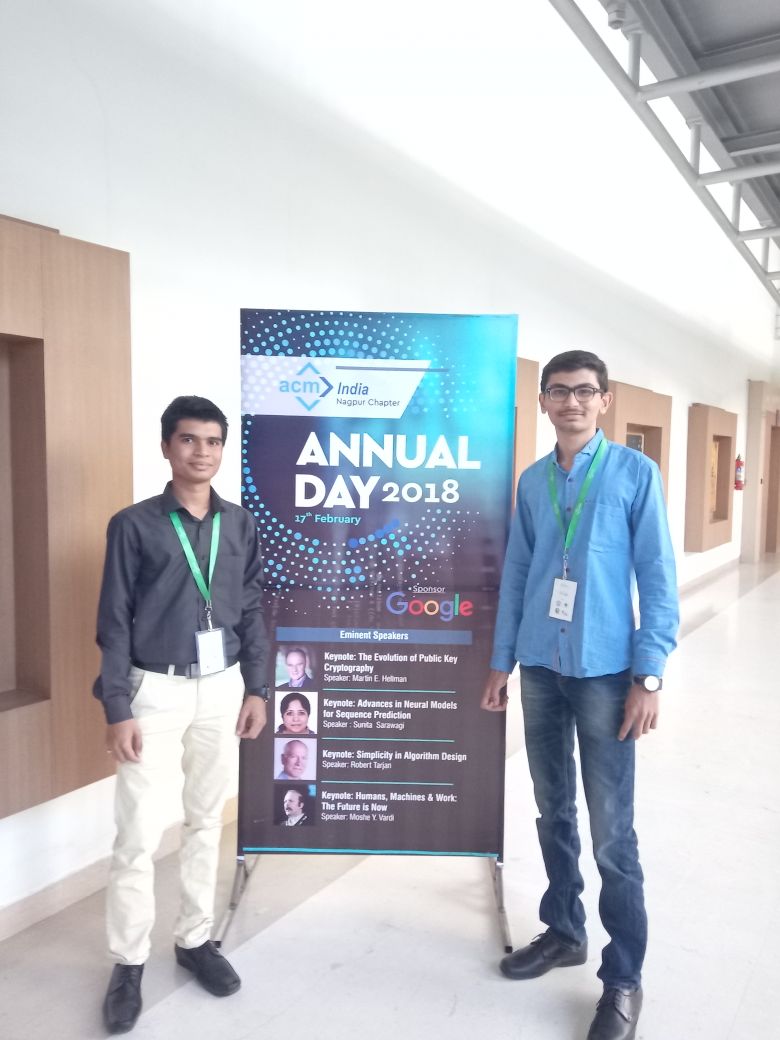 acm India
Nagpur Chapter
ANNUAL
DAY 2018
17th February
Sponsor
Google
Eminent Speakers
Keynote: The Evolution of Public Key
Cryptography
Speaker: Martin E. Hellman
Keynote: Advances in Neural Models
for Sequence Prediction
Speaker : Sunita Sarawagi
Keynote: Simplicity in Algorithm Design
Speaker: Robert Tarjan
Keynote: Humans, Machines & Work:
The Future is Now
Speaker: Moshe Y. Vardi